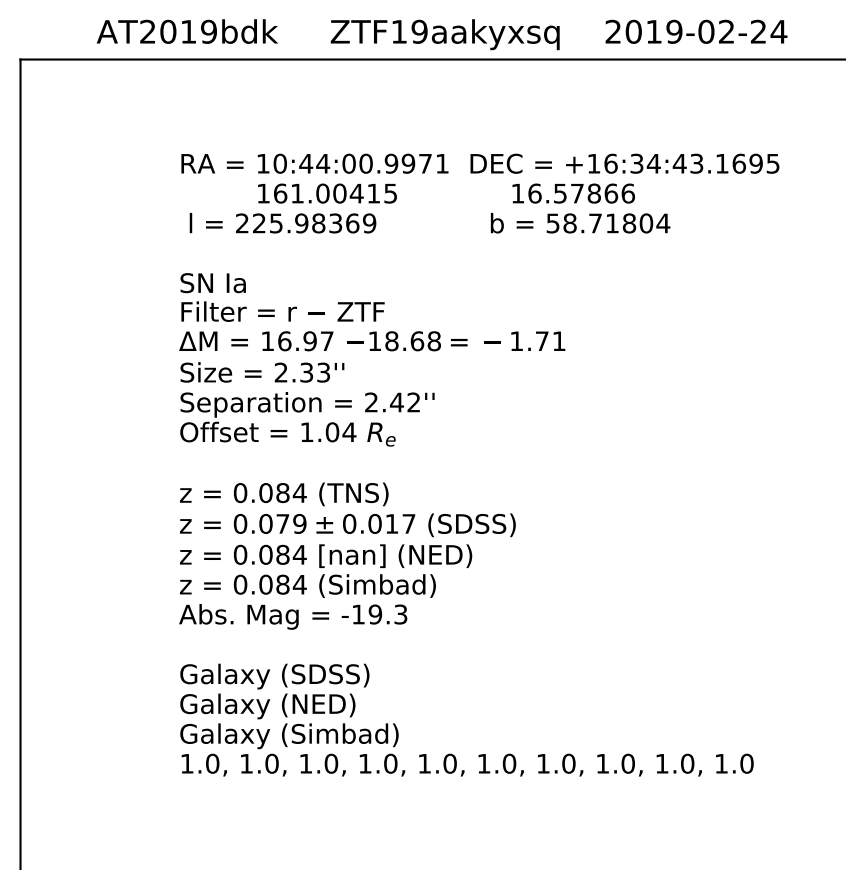 AT2019bdk ZTF19aakyxsq 2019-02-24
RA = 10:44:00.9971 DEC = +16:34:43.1695
161.00415 16.57866
l = 225.98369 b = 58.71804
SN Ia
Filter = r − ZTF
ΔM = 16.97 −18.68 = − 1.71
Size = 2.33''
Separation = 2.42''
Offset = 1.04 Re
z = 0.084 (TNS)
z = 0.079 ± 0.017 (SDSS)
z = 0.084 [nan] (NED)
z = 0.084 (Simbad)
Abs. Mag = -19.3
Galaxy (SDSS)
Galaxy (NED)
Galaxy (Simbad)
1.0, 1.0, 1.0, 1.0, 1.0, 1.0, 1.0, 1.0, 1.0, 1.0